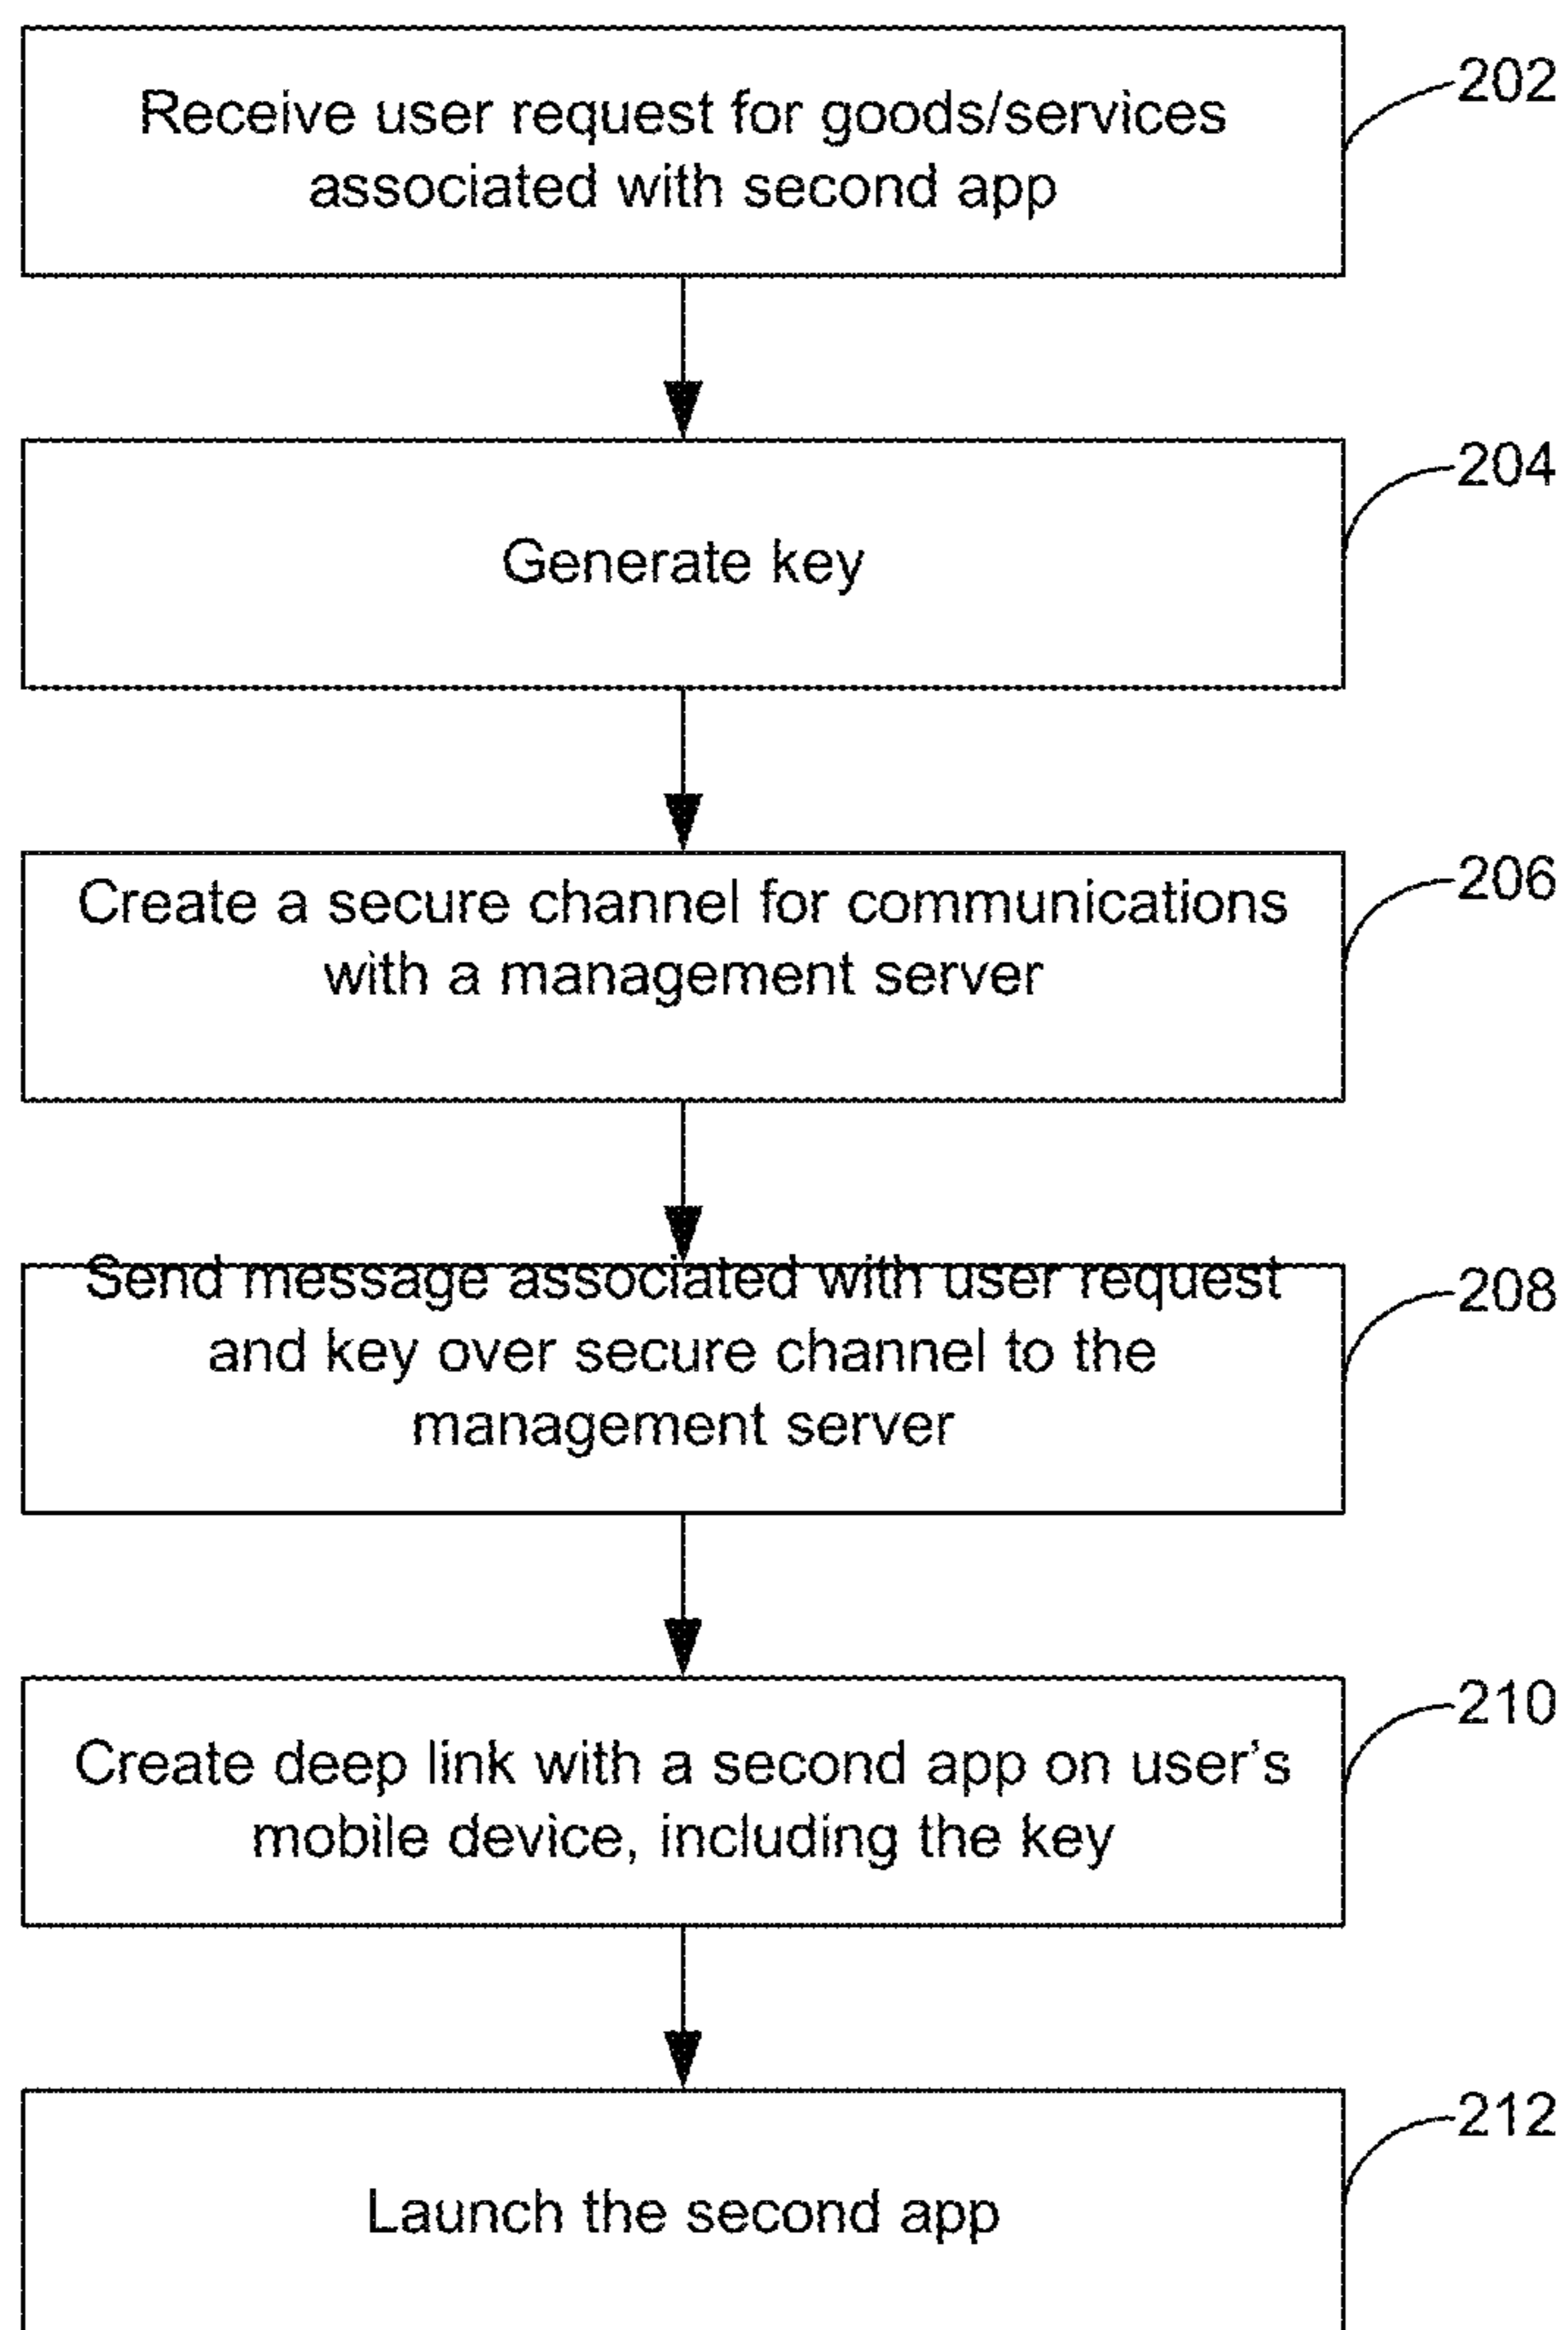 Receive user request for goods/services
associated with second app
202
Generate key
204
Create a secure channel for communications
with a management server
206
Send message associated with user request
and key over secure channel to the
management server
208
Create deep link with a second app on user's
mobile device, including the key
210
Launch the second app
212